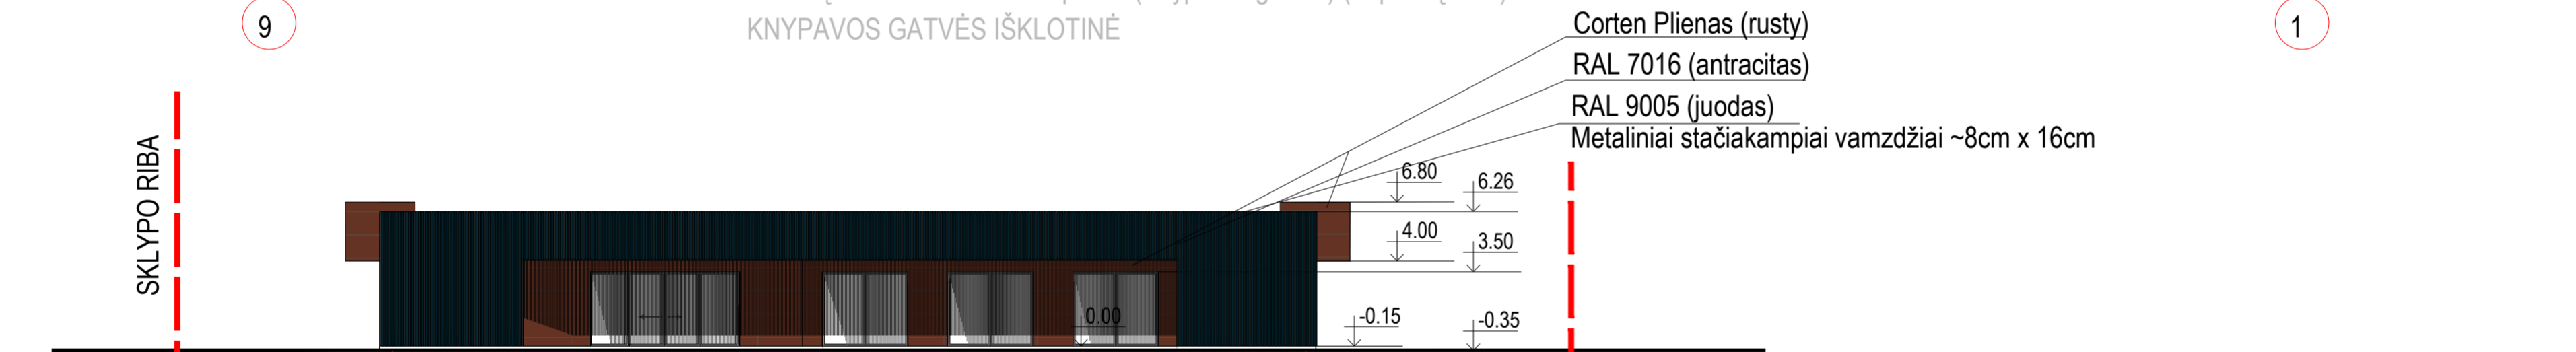 9
KNYPAVOS GATVĖS IŠKLOTINĖ
Corten Plienas (rusty)
1
RAL 7016 (antracitas)
RAL 9005 (juodas)
Metaliniai stačiakampiai vamzdžiai ~8cm x 16cm
SKLYPO RIBA
6.80
6.26
4.00
3.50
0.00
-0.15
-0.35